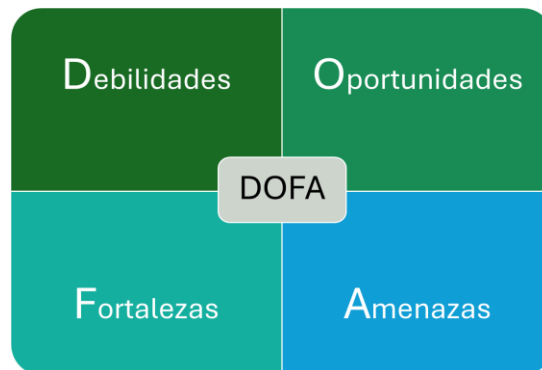 Debilidades
Oportunidades
DOFA
Fortalezas
Amenazas